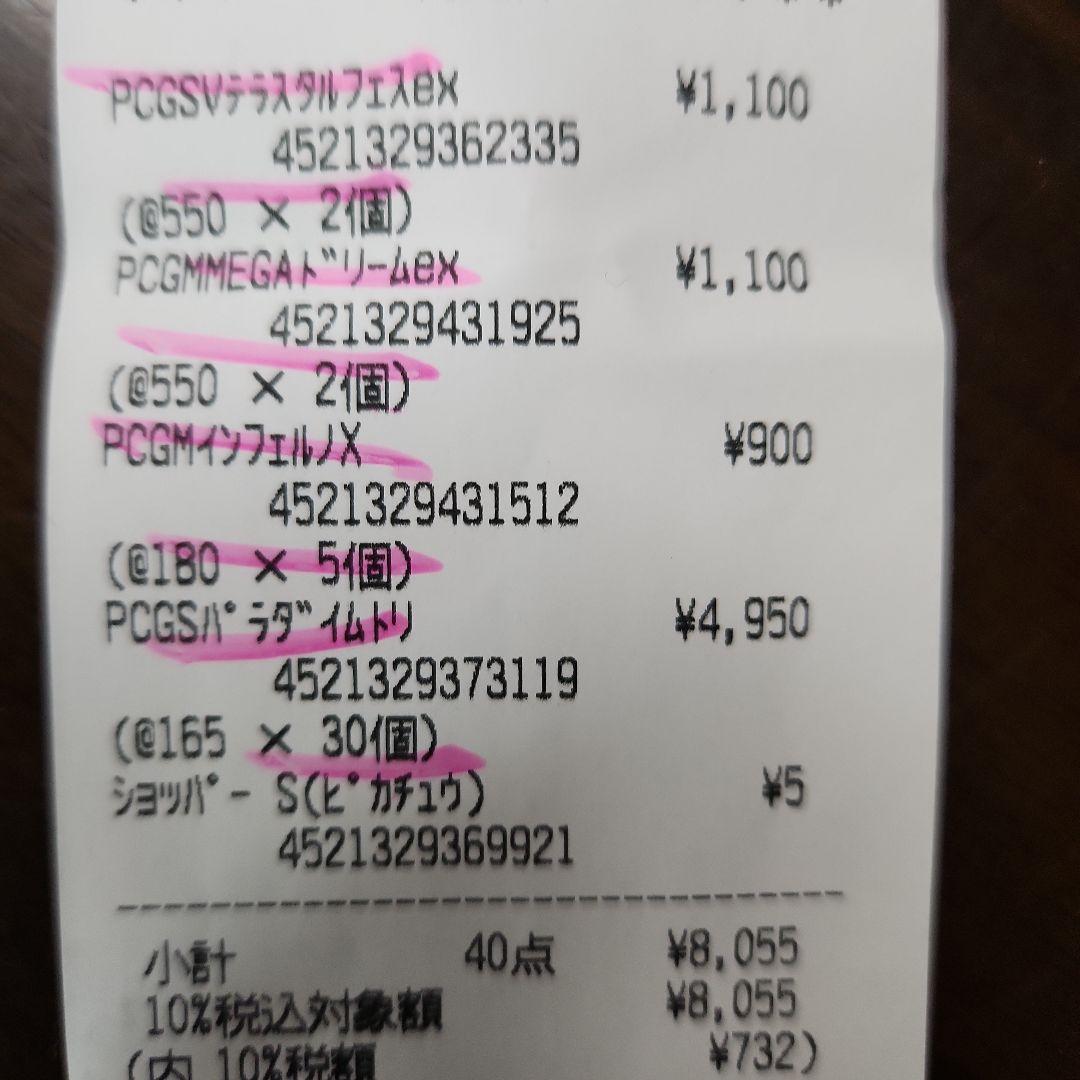 PCGSVﾃﾗｽﾀﾙﾌｪｽex ¥1,100
4521329362335
(@550 × 2個)
PCGMMEGAﾄﾞﾘｰﾑex ¥1,100
4521329431925
(@550 × 2個)
PCGMｲﾝﾌｪﾙﾉX ¥900
4521329431512
(@180 × 5個)
PCGSﾊﾟﾗﾀﾞｲﾑﾄﾘ ¥4,950
4521329373119
(@165 × 30個)
ｼｮｯﾊﾟｰ S(ﾋﾟｶﾁｭｳ) ¥5
4521329369921
小計 40点 ¥8,055
10%税込対象額 ¥8,055
(内 10%税額 ¥732)